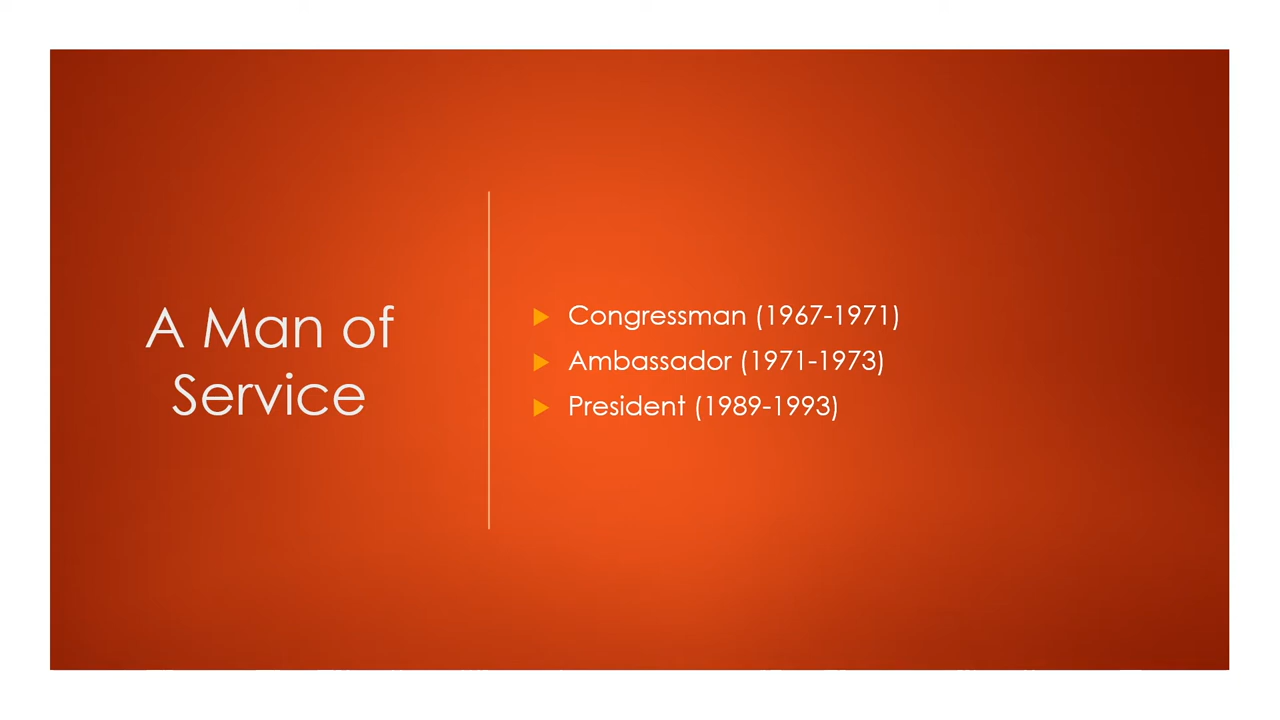 A Man of
Service
Congressman (1967-1971)
Ambassador (1971-1973)
President (1989-1993)